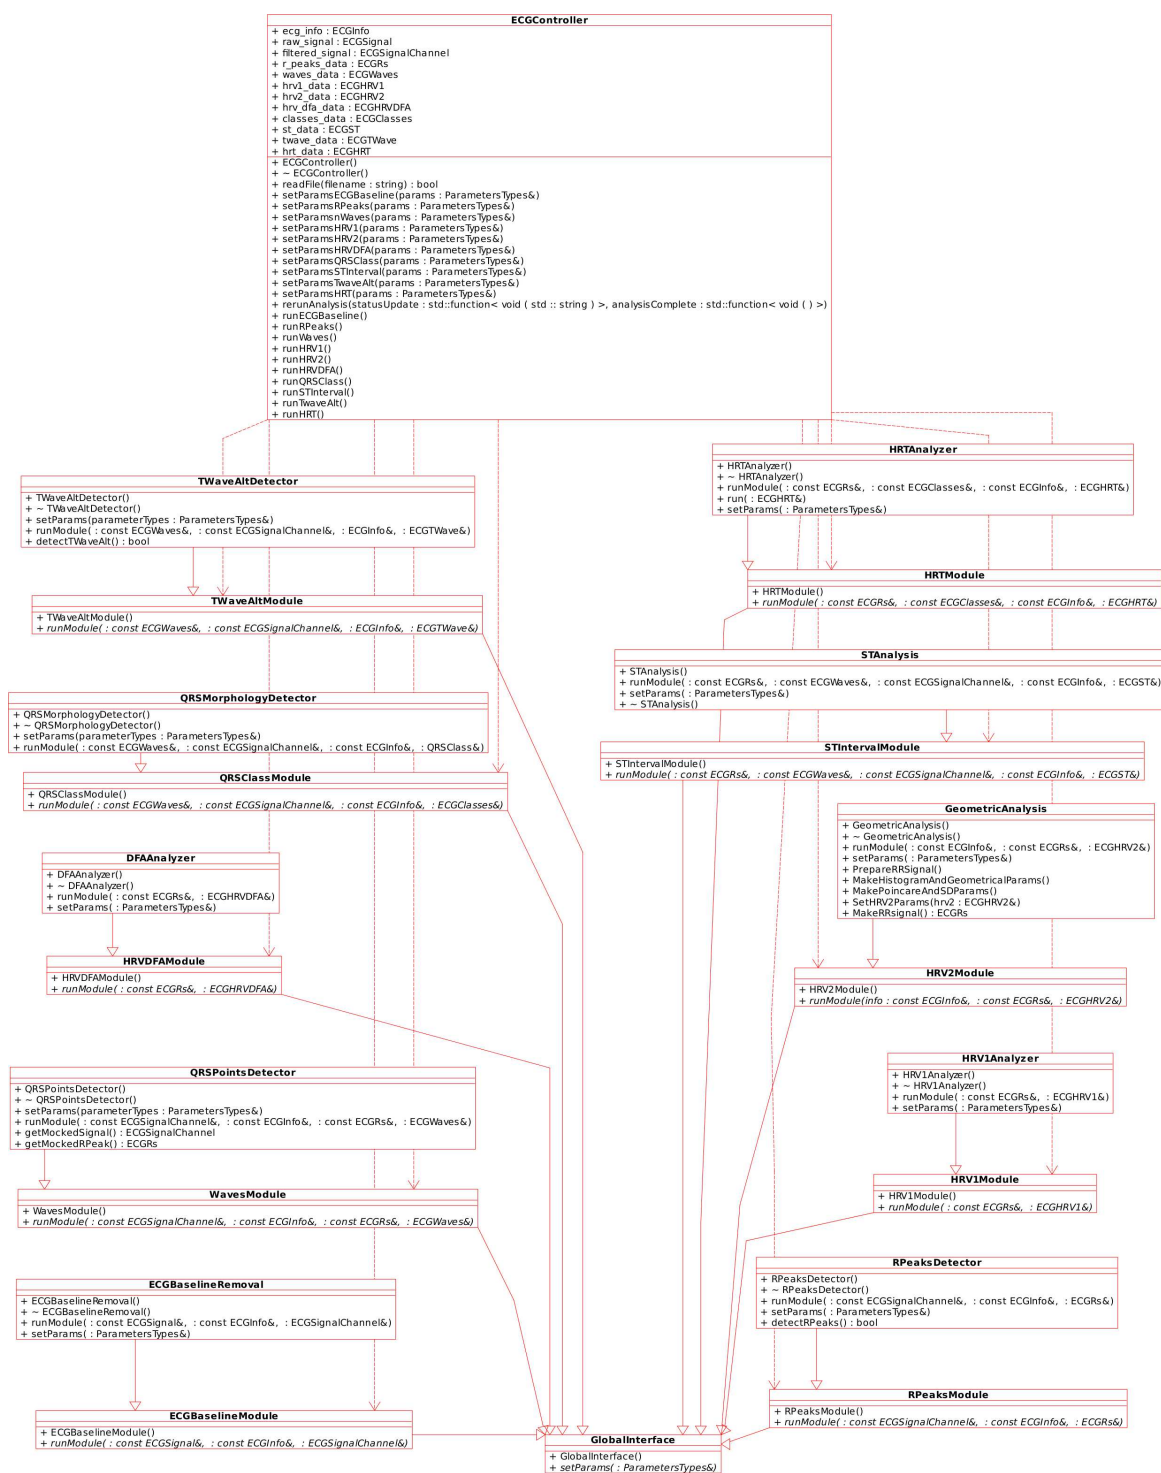 ECGController
+ ecg_info : ECGInfo
+ raw_signal : ECGSignal
+ filtered_signal : ECGSignalChannel
+ r_peaks_data : ECGRs
+ waves_data : ECGWaves
+ hrv1_data : ECGHRV1
+ hrv2_data : ECGHRV2
+ hrv_dfa_data : ECGHRVDFA
+ classes_data : ECGClasses
+ st_data : ECGST
+ twave_data : ECGTWave
+ hrt_data : ECGHRT
+ ECGController()
+ ~ ECGController()
+ readFile(filename : string) : bool
+ setParamsECGBaseline(params : ParametersTypes&)
+ setParamsRPeaks(params : ParametersTypes&)
+ setParamsnWaves(params : ParametersTypes&)
+ setParamsHRV1(params : ParametersTypes&)
+ setParamsHRV2(params : ParametersTypes&)
+ setParamsHRVDFA(params : ParametersTypes&)
+ setParamsQRSClass(params : ParametersTypes&)
+ setParamsSTInterval(params : ParametersTypes&)
+ setParamsTwaveAlt(params : ParametersTypes&)
+ setParamsHRT(params : ParametersTypes&)
+ rerunAnalysis(statusUpdate : std::function< void ( std :: string ) >, analysisComplete : std::function< void ( ) >)
+ runECGBaseline()
+ runRPeaks()
+ runWaves()
+ runHRV1()
+ runHRV2()
+ runHRVDFA()
+ runQRSClass()
+ runSTInterval()
+ runTwaveAlt()
+ runHRT()
TWaveAltDetector
+ TWaveAltDetector()
+ ~ TWaveAltDetector()
+ setParams(parameterTypes : ParametersTypes&)
+ runModule( : const ECGWaves&,  : const ECGSignalChannel&,  : ECGInfo&,  : ECGTWave&)
+ detectTWaveAlt() : bool
TWaveAltModule
+ TWaveAltModule()
+ runModule( : const ECGWaves&,  : const ECGSignalChannel&,  : ECGInfo&,  : ECGTWave&)
QRSMorphologyDetector
+ QRSMorphologyDetector()
+ ~ QRSMorphologyDetector()
+ setParams(parameterTypes : ParametersTypes&)
+ runModule( : const ECGWaves&,  : const ECGSignalChannel&,  : const ECGInfo&,  : QRSClass&)
QRSClassModule
+ QRSClassModule()
+ runModule( : const ECGWaves&,  : const ECGSignalChannel&,  : const ECGInfo&,  : ECGClasses&)
DFAAnalyzer
+ DFAAnalyzer()
+ ~ DFAAnalyzer()
+ runModule( : const ECGRs&,  : ECGHRVDFA&)
+ setParams( : ParametersTypes&)
HRVDFAModule
+ HRVDFAModule()
+ runModule( : const ECGRs&,  : ECGHRVDFA&)
QRSPointsDetector
+ QRSPointsDetector()
+ ~ QRSPointsDetector()
+ setParams(parameterTypes : ParametersTypes&)
+ runModule( : const ECGSignalChannel&,  : const ECGInfo&,  : const ECGRs&,  : ECGWaves&)
+ getMockedSignal() : ECGSignalChannel
+ getMockedRPeak() : ECGRs
WavesModule
+ WavesModule()
+ runModule( : const ECGSignalChannel&,  : const ECGInfo&,  : const ECGRs&,  : ECGWaves&)
ECGBaselineRemoval
+ ECGBaselineRemoval()
+ ~ ECGBaselineRemoval()
+ runModule( : const ECGSignal&,  : const ECGInfo&,  : ECGSignalChannel&)
+ setParams( : ParametersTypes&)
ECGBaselineModule
+ ECGBaselineModule()
+ runModule( : const ECGSignal&,  : const ECGInfo&,  : ECGSignalChannel&)
HRTAnalyzer
+ HRTAnalyzer()
+ ~ HRTAnalyzer()
+ runModule( : const ECGRs&,  : const ECGClasses&,  : const ECGInfo&,  : ECGHRT&)
+ run( : ECGHRT&)
+ setParams( : ParametersTypes&)
HRTModule
+ HRTModule()
+ runModule( : const ECGRs&,  : const ECGClasses&,  : const ECGInfo&,  : ECGHRT&)
STAnalysis
+ STAnalysis()
+ runModule( : const ECGRs&,  : const ECGWaves&,  : const ECGSignalChannel&,  : const ECGInfo&,  : ECGST&)
+ setParams( : ParametersTypes&)
+ ~ STAnalysis()
STIntervalModule
+ STIntervalModule()
+ runModule( : const ECGRs&,  : const ECGWaves&,  : const ECGSignalChannel&,  : const ECGInfo&,  : ECGST&)
GeometricAnalysis
+ GeometricAnalysis()
+ ~ GeometricAnalysis()
+ runModule( : const ECGInfo&,  : const ECGRs&,  : ECGHRV2&)
+ setParams( : ParametersTypes&)
+ PrepareRRSignal()
+ MakeHistogramAndGeometricalParams()
+ MakePoincareAndSDParams()
+ SetHRV2Params(hrv2 : ECGHRV2&)
+ MakeRRsignal() : ECGRs
HRV2Module
+ HRV2Module()
+ runModule(info : const ECGInfo&,  : const ECGRs&,  : ECGHRV2&)
HRV1Analyzer
+ HRV1Analyzer()
+ ~ HRV1Analyzer()
+ runModule( : const ECGRs&,  : ECGHRV1&)
+ setParams( : ParametersTypes&)
HRV1Module
+ HRV1Module()
+ runModule( : const ECGRs&,  : ECGHRV1&)
RPeaksDetector
+ RPeaksDetector()
+ ~ RPeaksDetector()
+ runModule( : const ECGSignalChannel&,  : const ECGInfo&,  : ECGRs&)
+ setParams( : ParametersTypes&)
+ detectRPeaks() : bool
RPeaksModule
+ RPeaksModule()
+ runModule( : const ECGSignalChannel&,  : const ECGInfo&,  : ECGRs&)
GlobalInterface
+ GlobalInterface()
+ setParams( : ParametersTypes&)